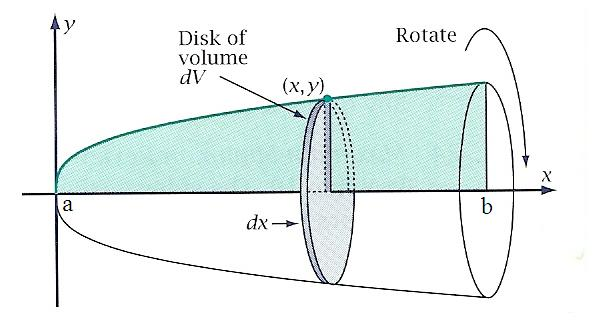 y
Disk of
volume
dV
Rotate
(x, y)
x
a
b
dx